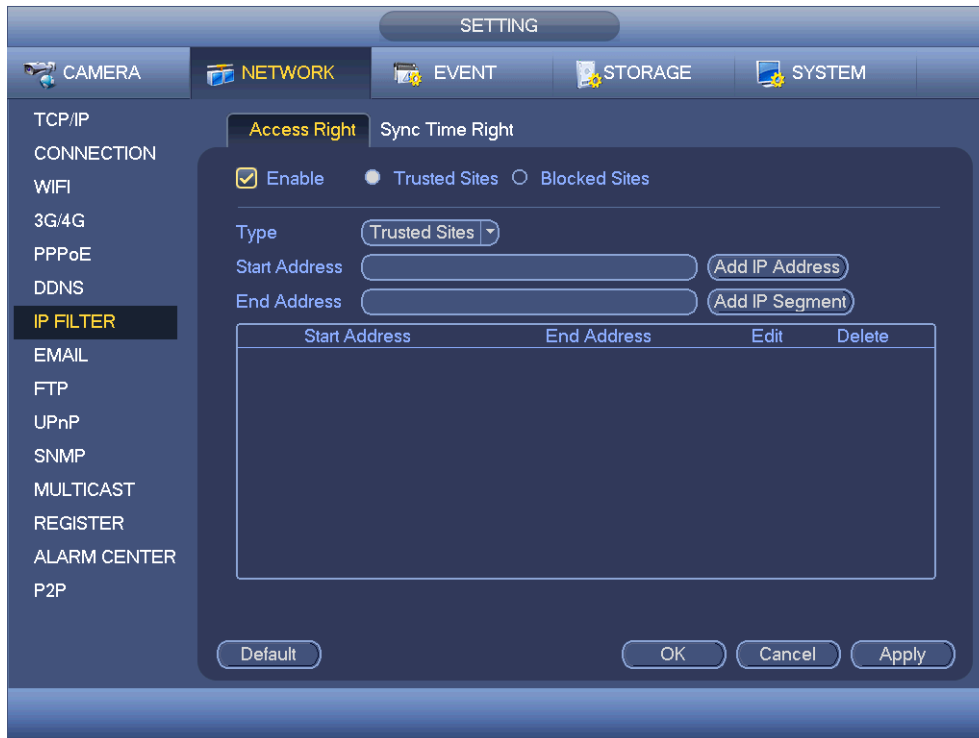 SETTING
CAMERA NETWORK EVENT STORAGE SYSTEM
TCP/IP
CONNECTION
WIFI
3G/4G
PPPoE
DDNS
IP FILTER
EMAIL
FTP
UPnP
SNMP
MULTICAST
REGISTER
ALARM CENTER
P2P
Access Right Sync Time Right
Enable Trusted Sites Blocked Sites
Type Trusted Sites
Start Address Add IP Address
End Address Add IP Segment
Start Address End Address Edit Delete
Default OK Cancel Apply